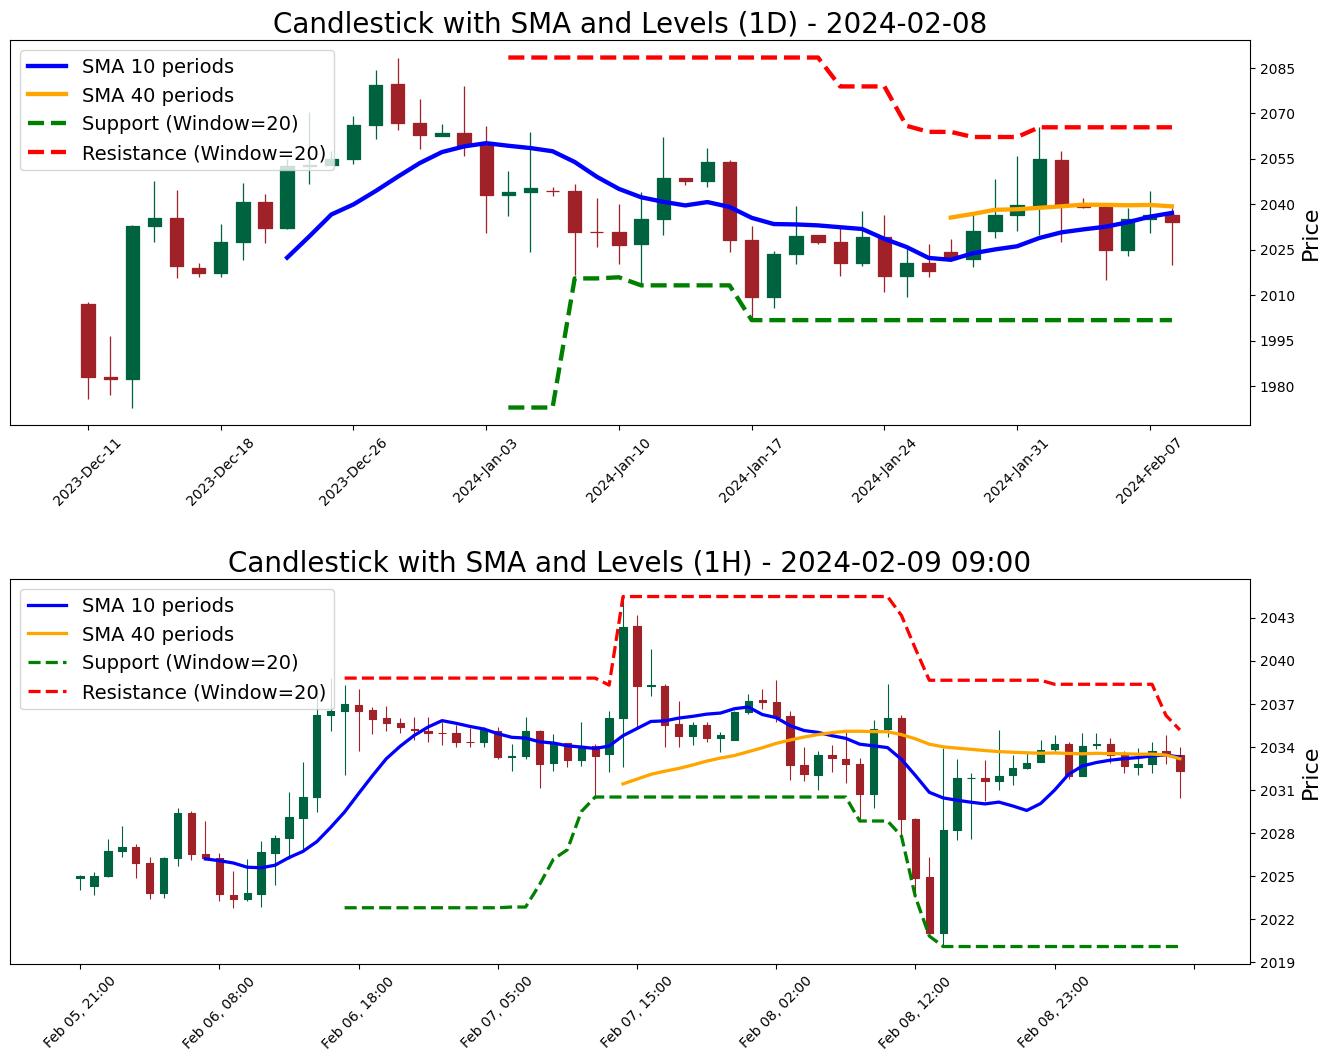 Candlestick with SMA and Levels (1D) - 2024-02-08
SMA 10 periods
SMA 40 periods
Support (Window=20)
Resistance (Window=20)
2085
2070
2055
2040
2025
2010
1995
1980
Price
2023-Dec-11
2023-Dec-18
2023-Dec-26
2024-Jan-03
2024-Jan-10
2024-Jan-17
2024-Jan-24
2024-Jan-31
2024-Feb-07
Candlestick with SMA and Levels (1H) - 2024-02-09 09:00
SMA 10 periods
SMA 40 periods
Support (Window=20)
Resistance (Window=20)
2043
2040
2037
2034
2031
2028
2025
2022
2019
Price
Feb 05, 21:00
Feb 06, 08:00
Feb 06, 18:00
Feb 07, 05:00
Feb 07, 15:00
Feb 08, 02:00
Feb 08, 12:00
Feb 08, 23:00